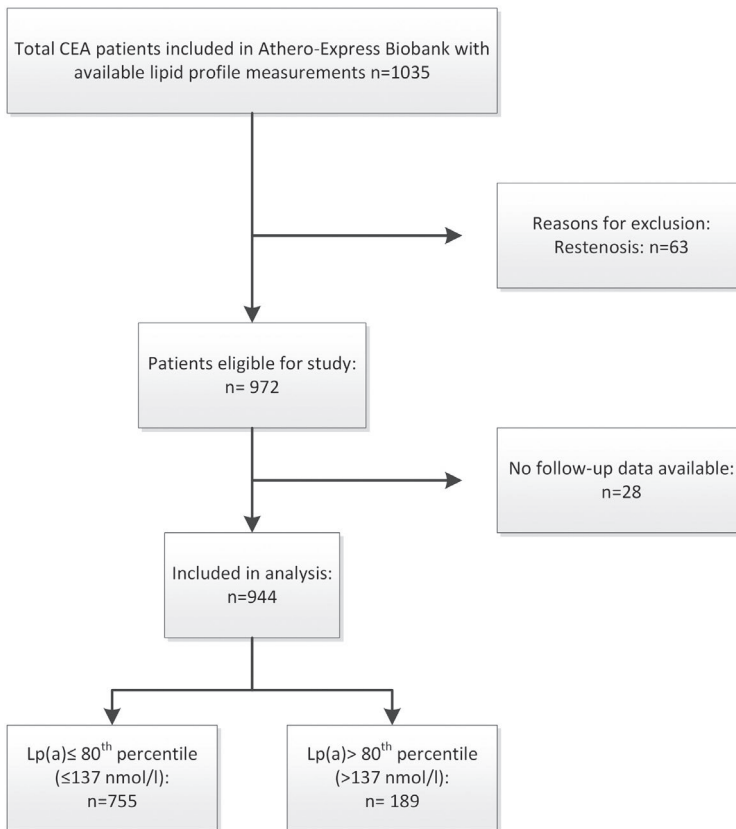 Total CEA patients included in Athero-Express Biobank with
available lipid profile measurements n=1035
Reasons for exclusion:
Restenosis: n=63
Patients eligible for study:
n= 972
No follow-up data available:
n=28
Included in analysis:
n=944
Lp(a)≤ 80th percentile
(≤137 nmol/l):
n=755
Lp(a)> 80th percentile
(>137 nmol/l):
n= 189